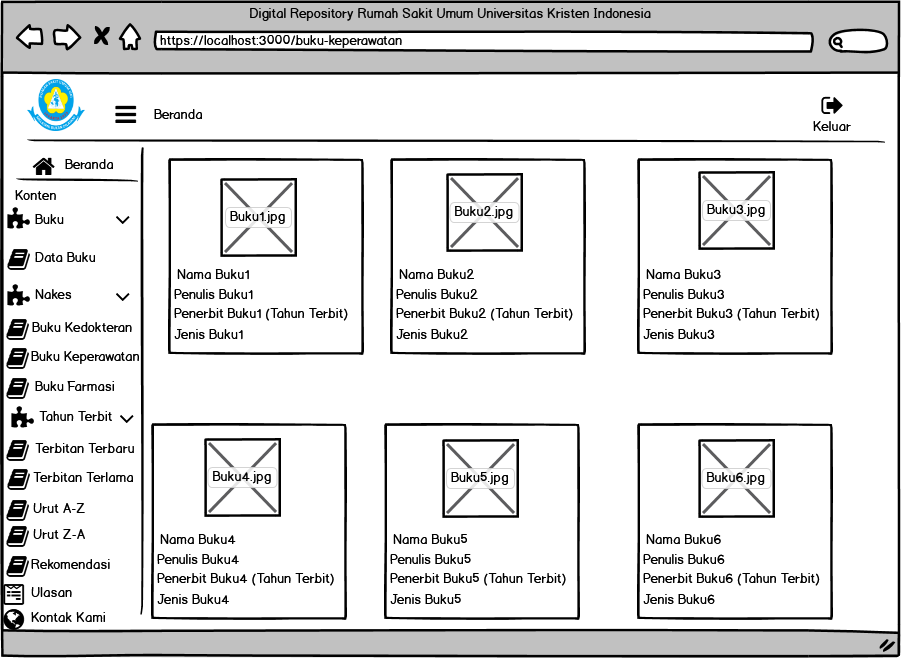 Digital Repository Rumah Sakit Umum Universitas Kristen Indonesia
https://localhost:3000/buku-keperawatan
Beranda
Keluar
Beranda
Konten
Buku
Data Buku
Nakes
Buku Kedokteran
Buku Keperawatan
Buku Farmasi
Tahun Terbit
Terbitan Terbaru
Terbitan Terlama
Urut A-Z
Urut Z-A
Rekomendasi
Ulasan
Kontak Kami
Buku1.jpg
Nama Buku1
Penulis Buku1
Penerbit Buku1 (Tahun Terbit)
Jenis Buku1
Buku2.jpg
Nama Buku2
Penulis Buku2
Penerbit Buku2 (Tahun Terbit)
Jenis Buku2
Buku3.jpg
Nama Buku3
Penulis Buku3
Penerbit Buku3 (Tahun Terbit)
Jenis Buku3
Buku4.jpg
Nama Buku4
Penulis Buku4
Penerbit Buku4 (Tahun Terbit)
Jenis Buku4
Buku5.jpg
Nama Buku5
Penulis Buku5
Penerbit Buku5 (Tahun Terbit)
Jenis Buku5
Buku6.jpg
Nama Buku6
Penulis Buku6
Penerbit Buku6 (Tahun Terbit)
Jenis Buku6